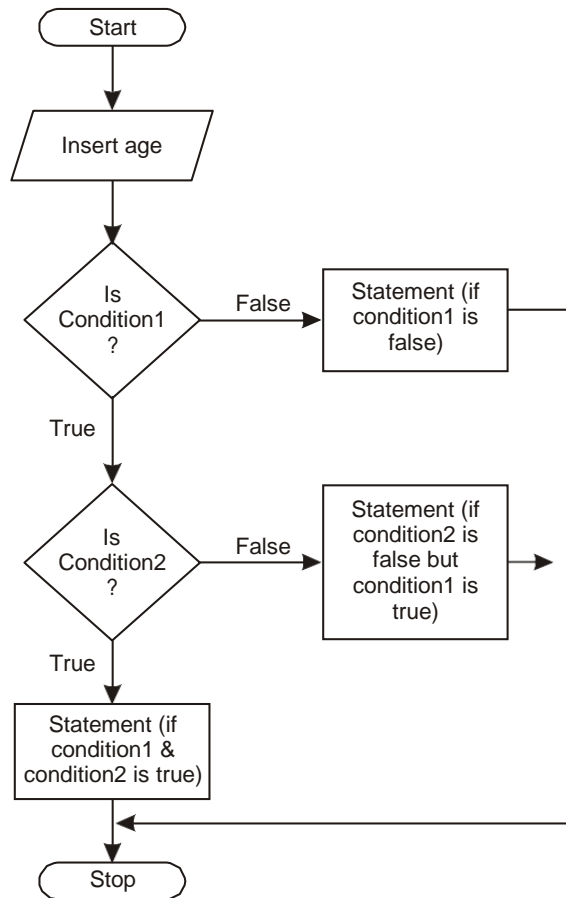 Start
Insert age
Is
Condition1
?
False
Statement (if
condition1 is
false)
True
Is
Condition2
?
False
Statement (if
condition2 is
false but
condition1 is
true)
True
Statement (if
condition1 &
condition2 is true)
Stop